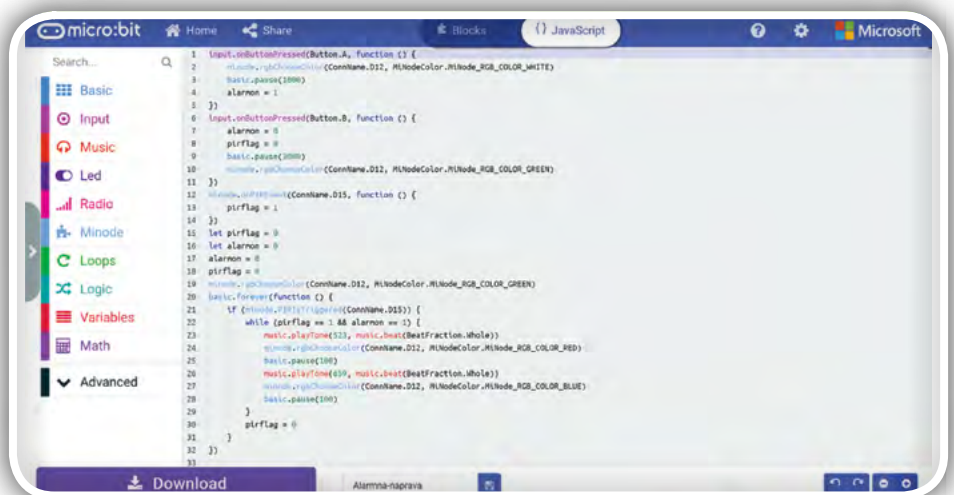 micro:bit Home Share Blocks {} JavaScript Microsoft
Search...
Basic
Input
Music
Led
Radio
Minode
Loops
Logic
Variables
Math
Advanced
1 input.onButtonPressed(Button.A, function () {
2 minode.rgbChooseColor(ConnName.D12, MiNodeColor.MiNode_RGB_COLOR_WHITE)
3 basic.pause(1000)
4 alarmon = 1
5 })
6 input.onButtonPressed(Button.B, function () {
7 alarmon = 0
8 pirflag = 0
9 basic.pause(3000)
10 minode.rgbChooseColor(ConnName.D12, MiNodeColor.MiNode_RGB_COLOR_GREEN)
11 })
12 (ConnName.D15, function () {
13 pirflag = 1
14 })
15 let pirflag = 0
16 let alarmon = 0
17 alarmon = 0
18 pirflag = 0
19 minode.rgbChooseColor(ConnName.D12, MiNodeColor.MiNode_RGB_COLOR_GREEN)
20 basic.forever(function () {
21 if (minode.PIRIsTriggered(ConnName.D15)) {
22 while (pirflag == 1 && alarmon == 1) {
23 music.playTone(523, music.beat(BeatFraction.Whole))
24 minode.rgbChooseColor(ConnName.D12, MiNodeColor.MiNode_RGB_COLOR_RED)
25 basic.pause(100)
26 music.playTone( music.beat(BeatFraction.Whole))
27 minode.rgbChooseColor(ConnName.D12, MiNodeColor.MiNode_RGB_COLOR_BLUE)
28 basic.pause(100)
29 }
30 pirflag = 0
31 }
32 })
33
Download Alarmna-naprava